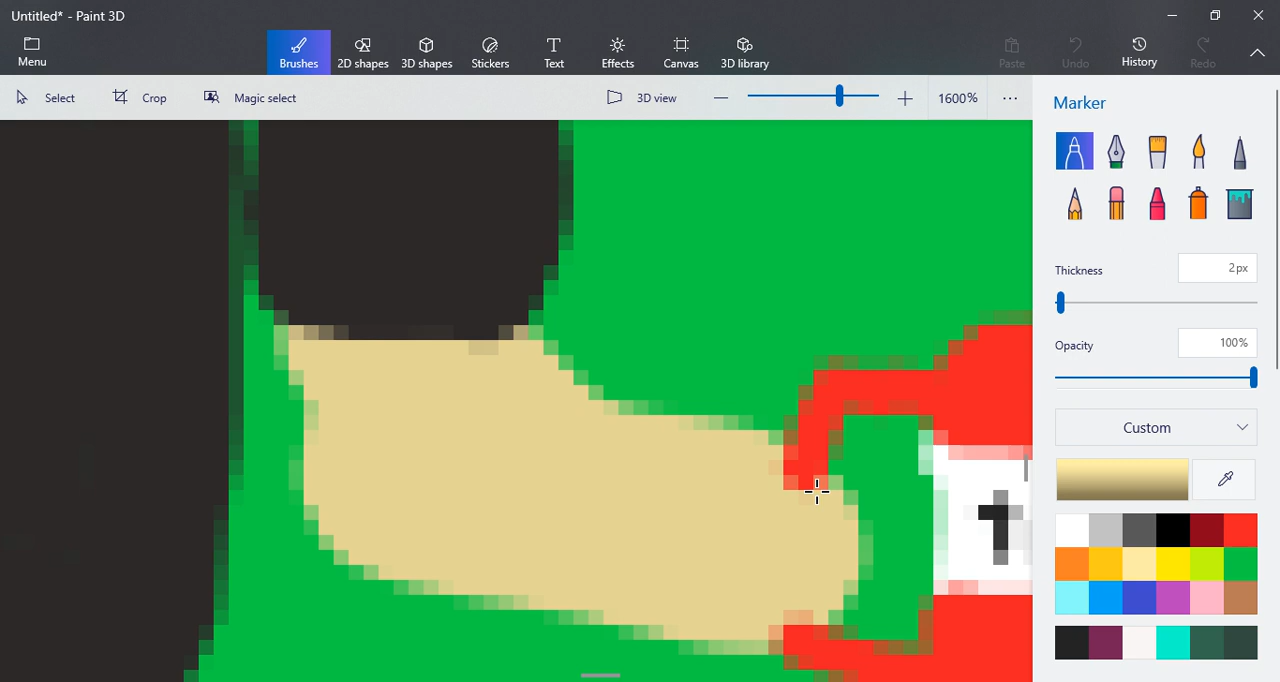 Untitled* - Paint 3D
Menu
Brushes
2D shapes
3D shapes
Stickers
Text
Effects
Canvas
3D library
Paste
Undo
History
Redo
Select
Crop
Magic select
3D view
1600%
Marker
Thickness
2px
Opacity
100%
Custom